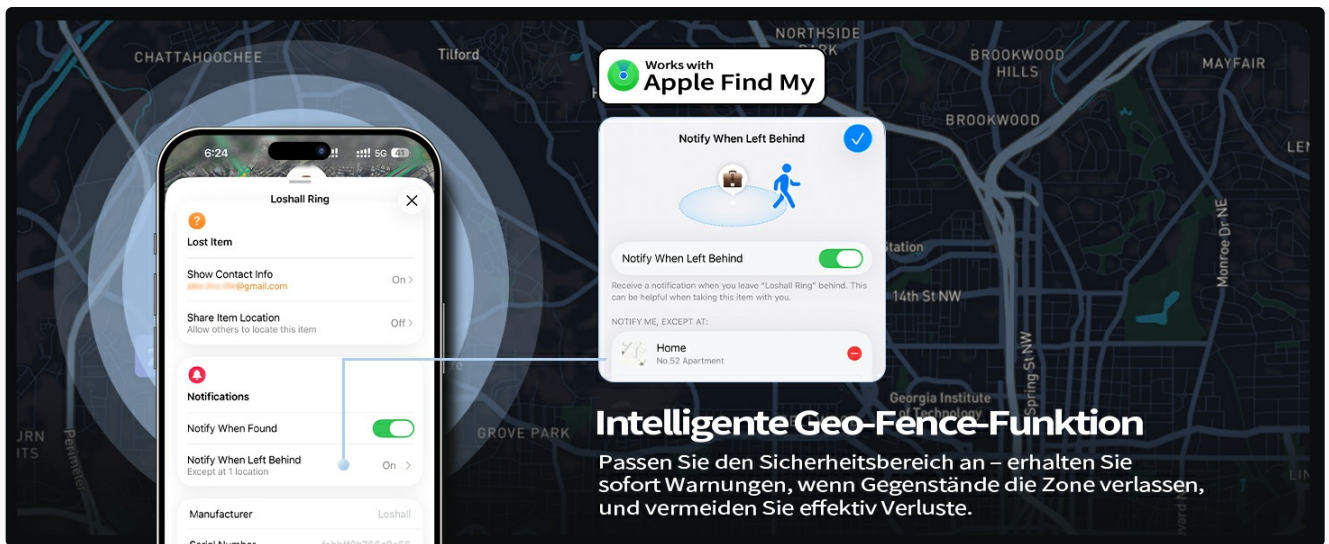 CHATTAHOOCHEE
Tilford
NORTHSIDE
PARK
BROOKWOOD
HILLS
MAYFAIR
BROOKWOOD
Works with
Apple Find My
Notify When Left Behind
6:24
5G 41
Loshall Ring
Lost Item
Show Contact Info
@gmail.com
On >
Share Item Location
Allow others to locate this item
Off >
Notifications
Notify When Found
Notify When Left Behind
Except at 1 location
On >
Manufacturer
Loshall
Serial Number
Notify When Left Behind
Receive a notification when you leave "Loshall Ring" behind. This
can be helpful when taking this item with you.
NOTIFY ME, EXCEPT AT:
Home
No.52 Apartment
Station
14th St NW
Monroe Dr NE
Spring St NW
Georgia Institute
of Technology
GROVE PARK
Perimeter
Intelligente Geo-Fence-Funktion
Passen Sie den Sicherheitsbereich an – erhalten Sie
sofort Warnungen, wenn Gegenstände die Zone verlassen,
und vermeiden Sie effektiv Verluste.